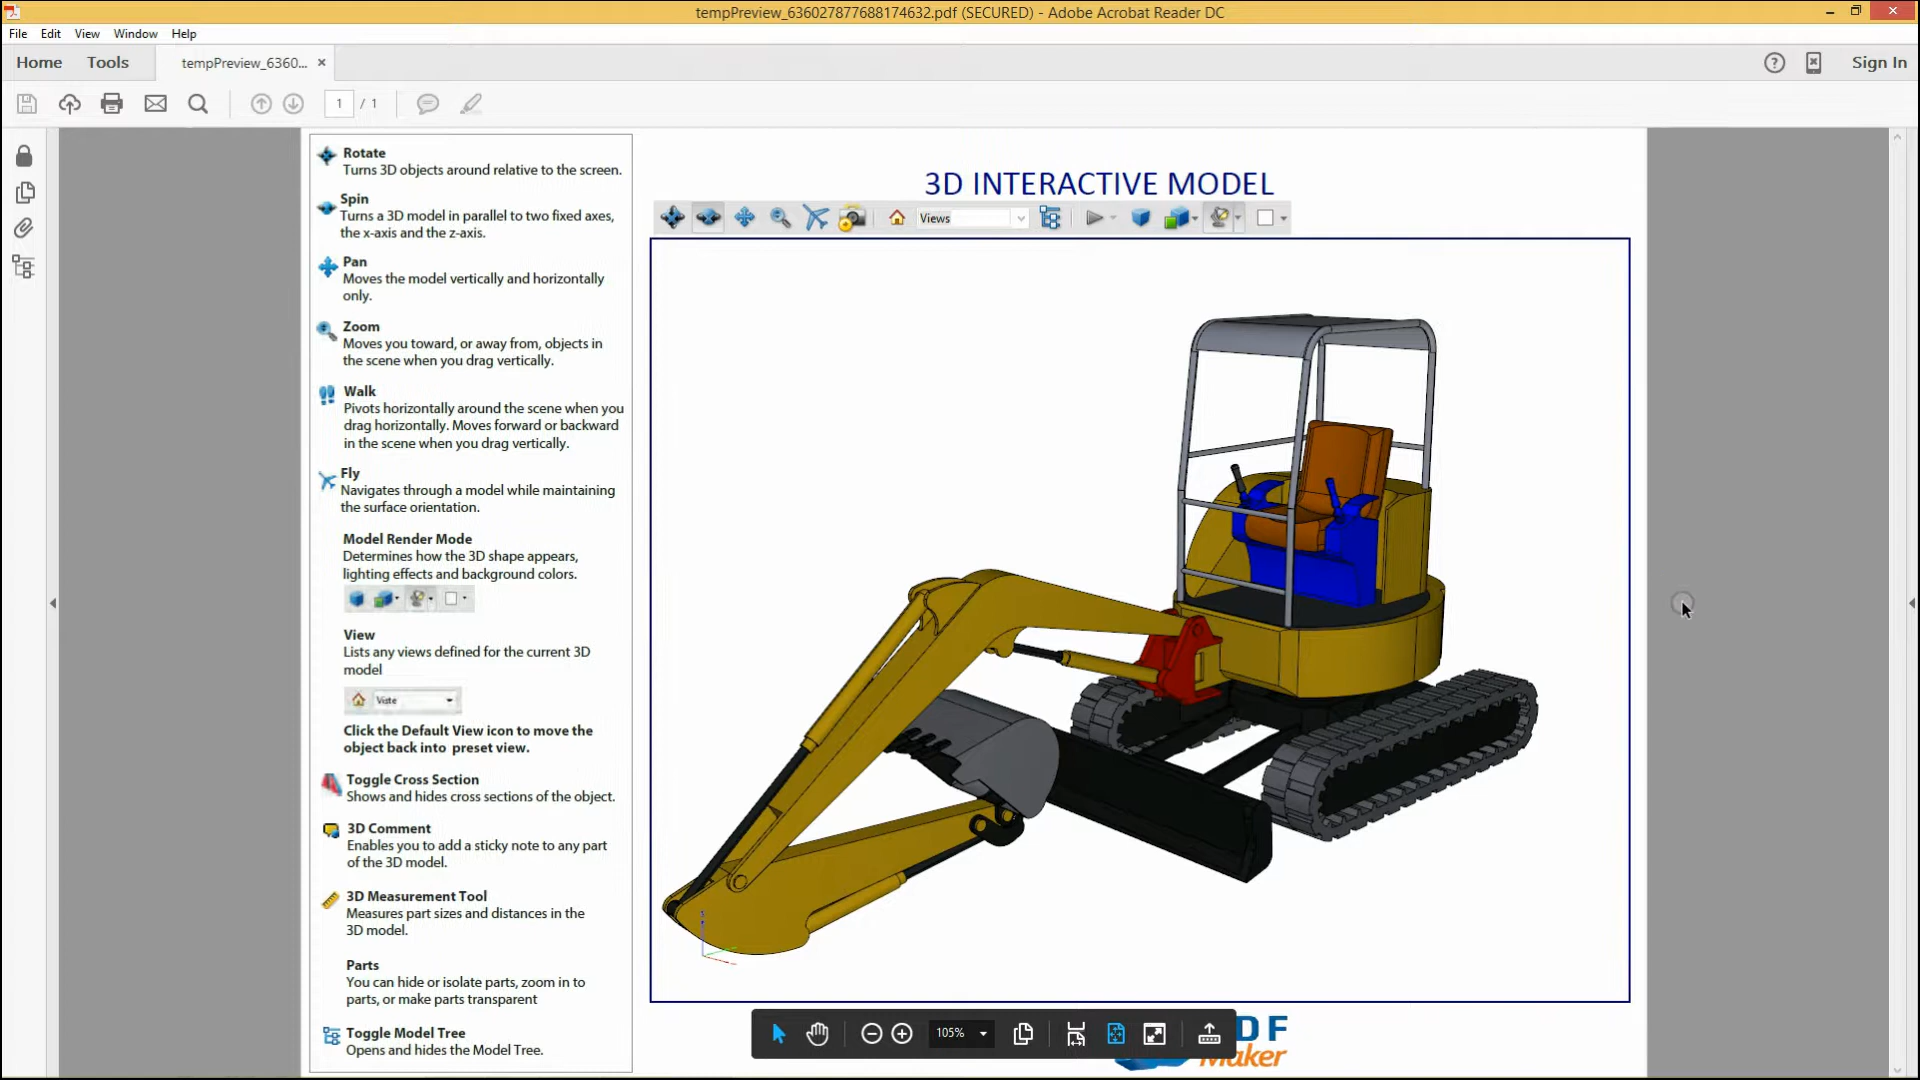 tempPreview_636027877688174632.pdf (SECURED) - Adobe Acrobat Reader DC
File Edit View Window Help
Home Tools tempPreview_6360... × Sign In
1 / 1
Rotate
Turns 3D objects around relative to the screen.
Spin
Turns a 3D model in parallel to two fixed axes,
the x-axis and the z-axis.
Pan
Moves the model vertically and horizontally
only.
Zoom
Moves you toward, or away from, objects in
the scene when you drag vertically.
Walk
Pivots horizontally around the scene when you
drag horizontally. Moves forward or backward
in the scene when you drag vertically.
Fly
Navigates through a model while maintaining
the surface orientation.
Model Render Mode
Determines how the 3D shape appears,
lighting effects and background colors.
View
Lists any views defined for the current 3D
model
Viste
Click the Default View icon to move the
object back into preset view.
Toggle Cross Section
Shows and hides cross sections of the object.
3D Comment
Enables you to add a sticky note to any part
of the 3D model.
3D Measurement Tool
Measures part sizes and distances in the
3D model.
Parts
You can hide or isolate parts, zoom in to
parts, or make parts transparent
Toggle Model Tree
Opens and hides the Model Tree.
3D INTERACTIVE MODEL
Views
105%
DF
Maker